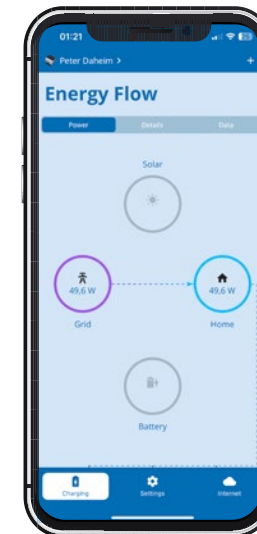 01:21
Peter Daheim >
+
Energy Flow
Power Details Data
Solar
49,6 W 49,6 W
Grid Home
Battery
Charging Settings Internet